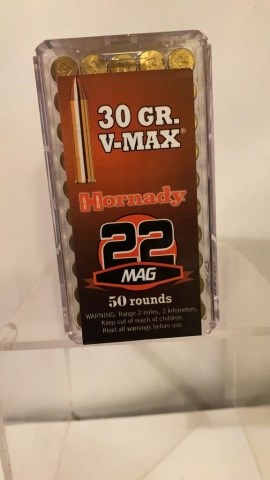 30 GR.
V-MAX®
Hornady
22
MAG
50 rounds
WARNING: Range 2 miles, 3 kilometres.
Keep out of reach of children.
Read all warnings before use.